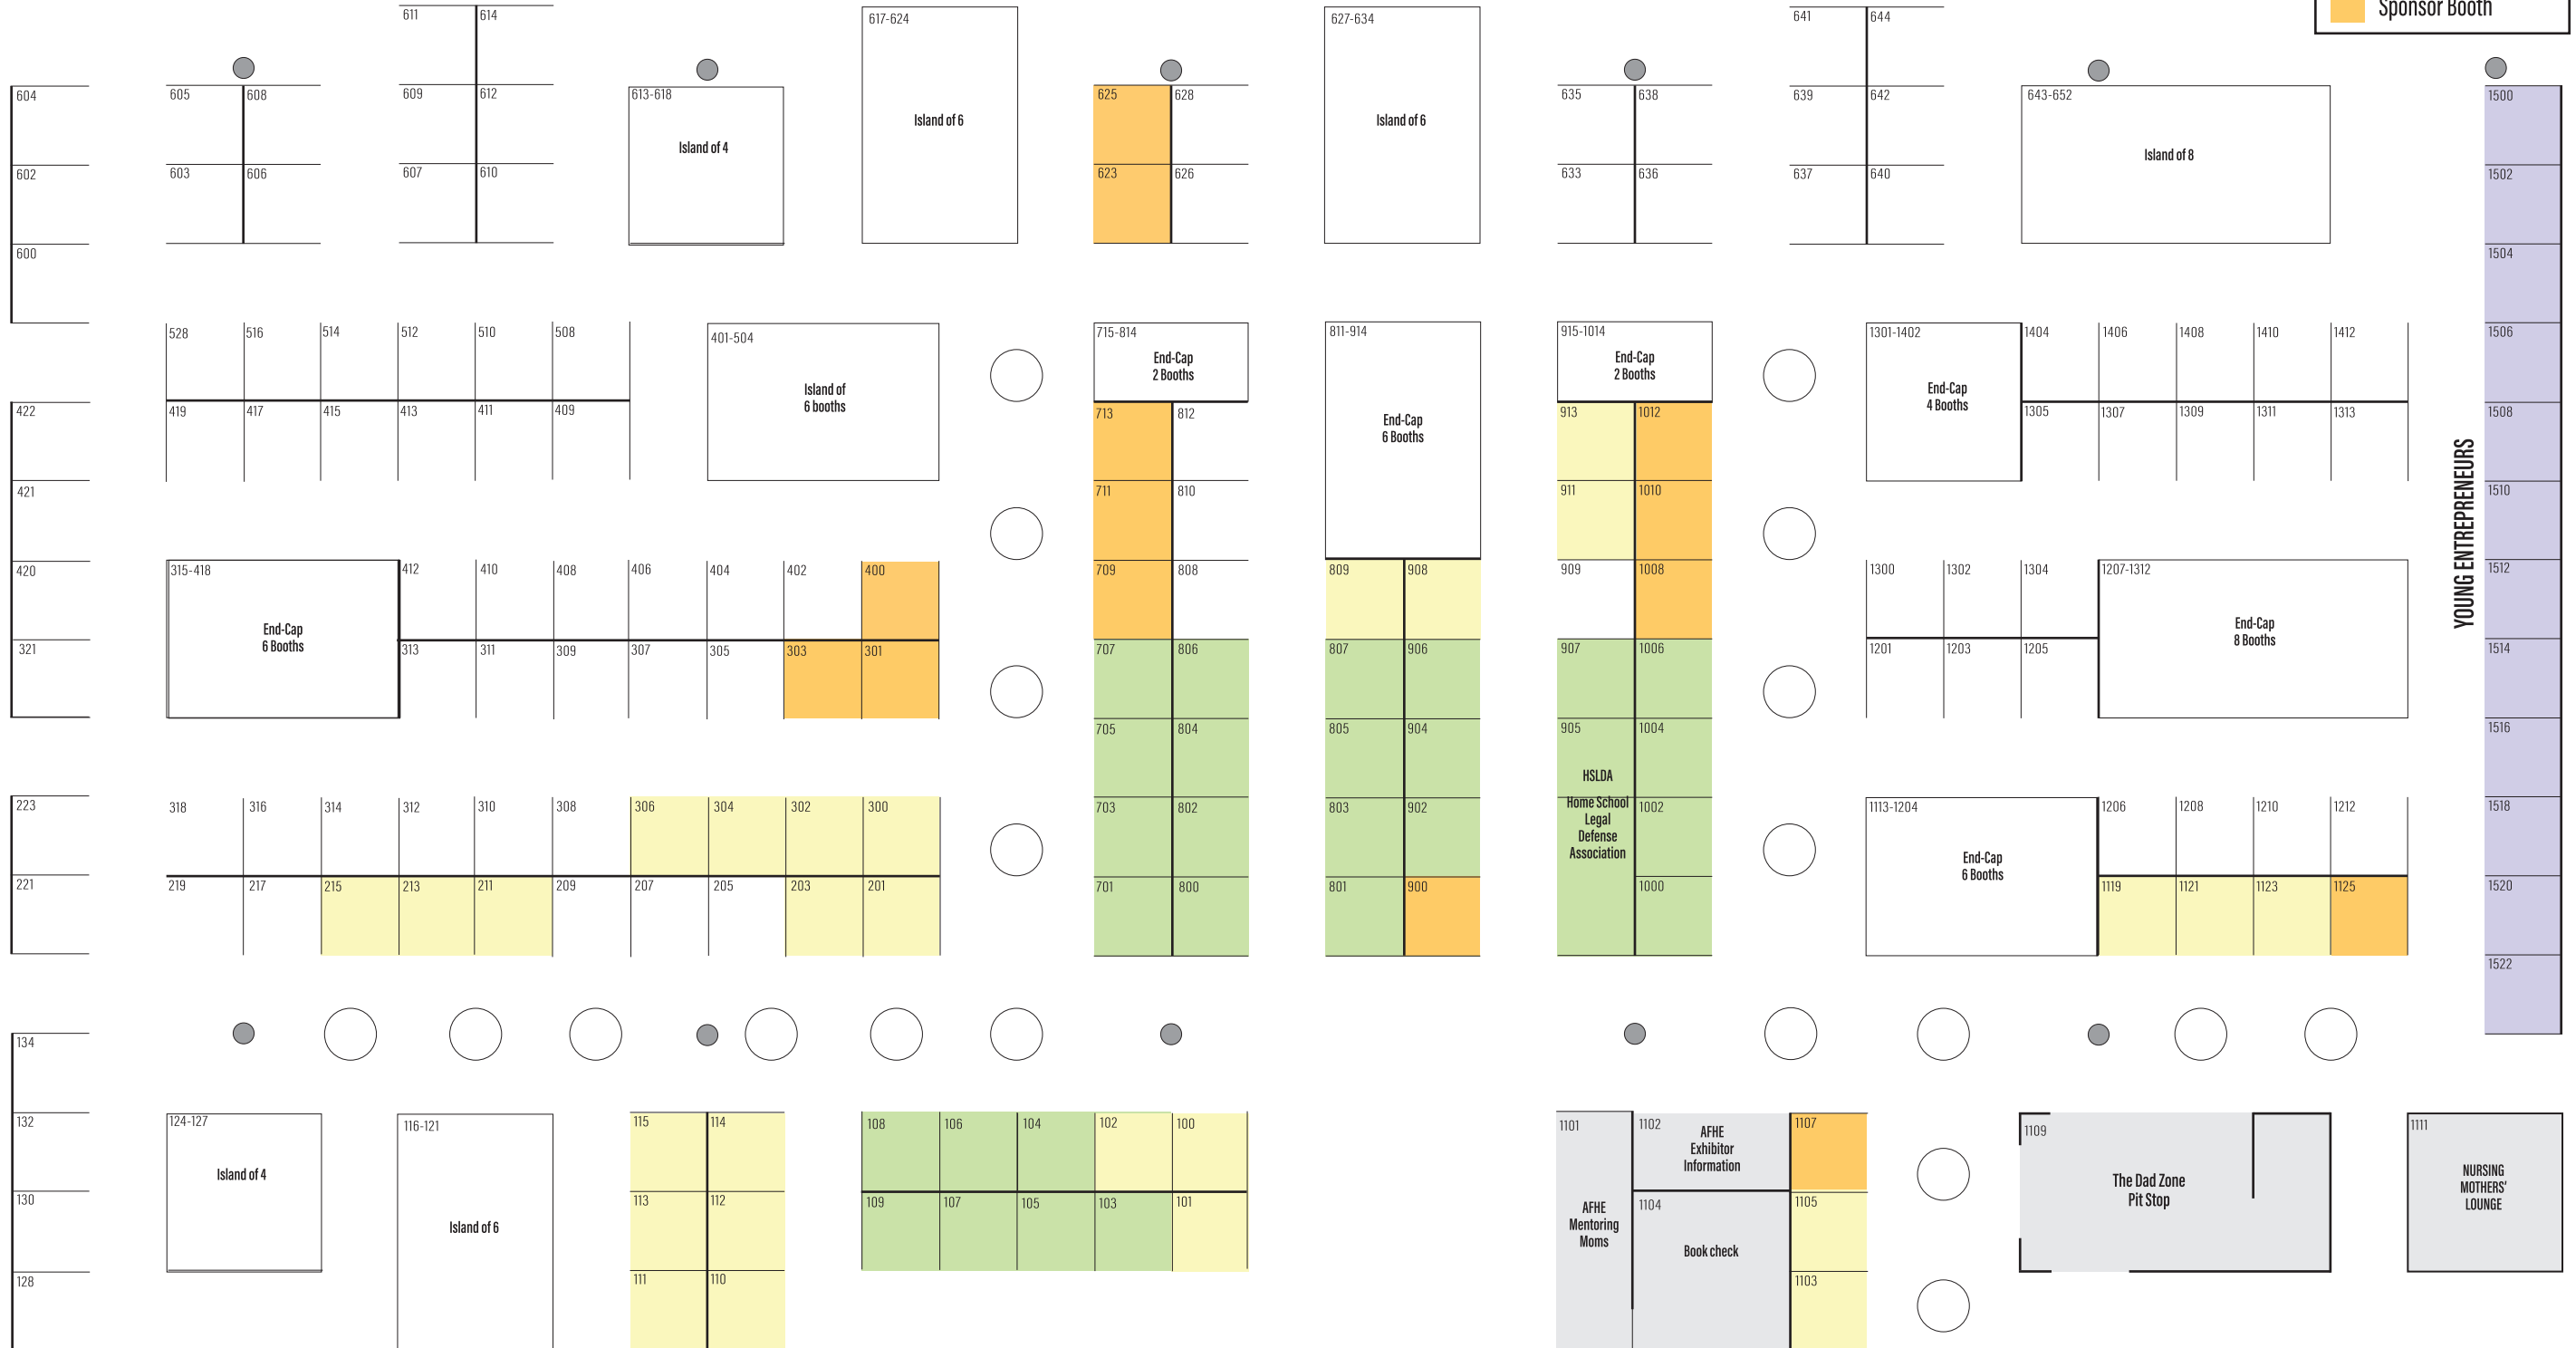 611 614
617-624
627-634
641 644
Sponsor Booth
604
605 608
609 612
613-618
Island of 4
Island of 6
625 628
Island of 6
635 638
639 642
643-652
Island of 8
1500
602
603 606
607 610
623 626
633 636
637 640
1502
600
1504
528 516 514 512 510 508
401-504
Island of
6 booths
715-814
End-Cap
2 Booths
811-914
End-Cap
6 Booths
915-1014
End-Cap
2 Booths
1301-1402
End-Cap
4 Booths
1404 1406 1408 1410 1412
1506
422
419 417 415 413 411 409
713 812
913 1012
1305 1307 1309 1311 1313
1508
YOUNG ENTREPRENEURS
421
711 810
911 1010
1510
420
315-418
End-Cap
6 Booths
412 410 408 406 404 402 400
709 808
809 908
909 1008
1300 1302 1304
1207-1312
End-Cap
8 Booths
1512
321
313 311 309 307 305 303 301
707 806
807 906
907 1006
1201 1203 1205
1514
705 804
805 904
905 1004
HSLDA
Home School
Legal
Defense
Association
1516
223
318 316 314 312 310 308 306 304 302 300
703 802
803 902
1002
1113-1204
End-Cap
6 Booths
1206 1208 1210 1212
1518
221
219 217 215 213 211 209 207 205 203 201
701 800
801 900
1000
1119 1121 1123 1125
1520
1522
134
132
124-127
Island of 4
116-121
Island of 6
115 114
108 106 104 102 100
1101
AFHE
Mentoring
Moms
1102
AFHE
Exhibitor
Information
1107
1109
The Dad Zone
Pit Stop
1111
NURSING
MOTHERS'
LOUNGE
130
113 112
109 107 105 103 101
1104
Book check
1105
128
111 110
1103